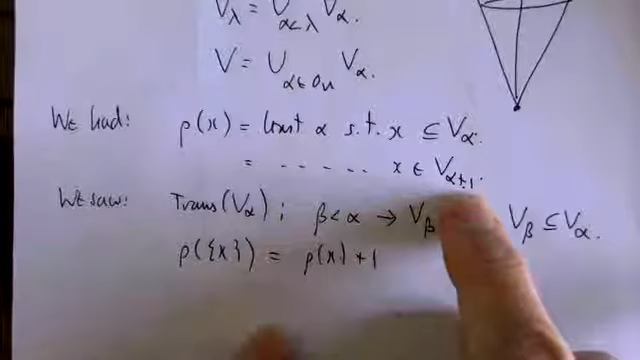 V_λ = ⋃_{α<λ} V_α.
V = ⋃_{α∈On} V_α.
We had: ρ(x) = least α s.t. x ⊆ V_α.
= ...... x ∈ V_{α+1}.
We saw: Trans(V_α); β<α → V_β V_β ⊆ V_α.
ρ({x}) = ρ(x)+1